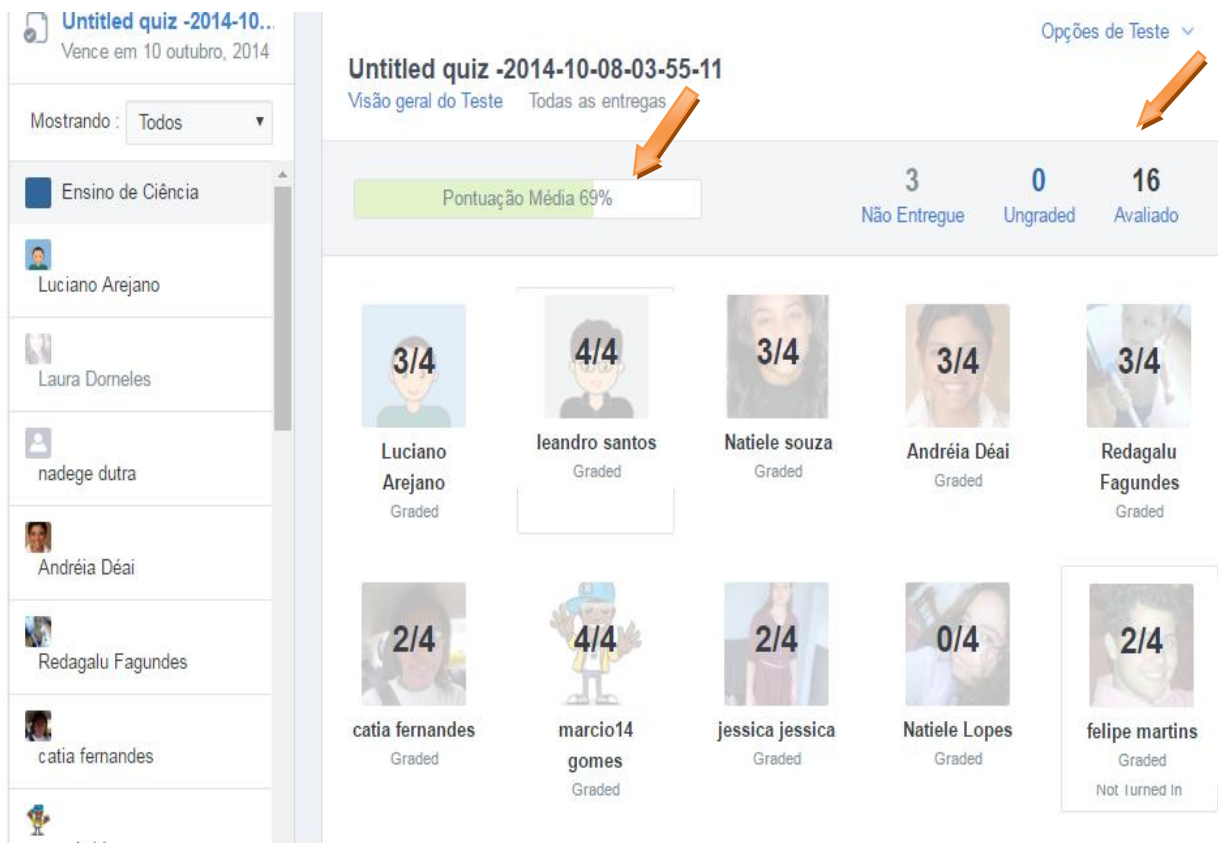 Untitled quiz -2014-10...
Vence em 10 outubro, 2014
Mostrando :
Todos
Ensino de Ciência
Luciano Arejano
Laura Dorneles
nadege dutra
Andréia Déai
Redagalu Fagundes
catia fernandes
Opções de Teste
Untitled quiz -2014-10-08-03-55-11
Visão geral do Teste Todas as entregas
Pontuação Média 69%
3 0 16
Não Entregue Ungraded Avaliado
3/4 4/4 3/4 3/4 3/4
Luciano
Arejano
Graded
leandro santos
Graded
Natiele souza
Graded
Andréia Déai
Graded
Redagalu
Fagundes
Graded
2/4 4/4 2/4 0/4 2/4
catia fernandes
Graded
marcio14
gomes
Graded
jessica jessica
Graded
Natiele Lopes
Graded
felipe martins
Graded
Not Turned In